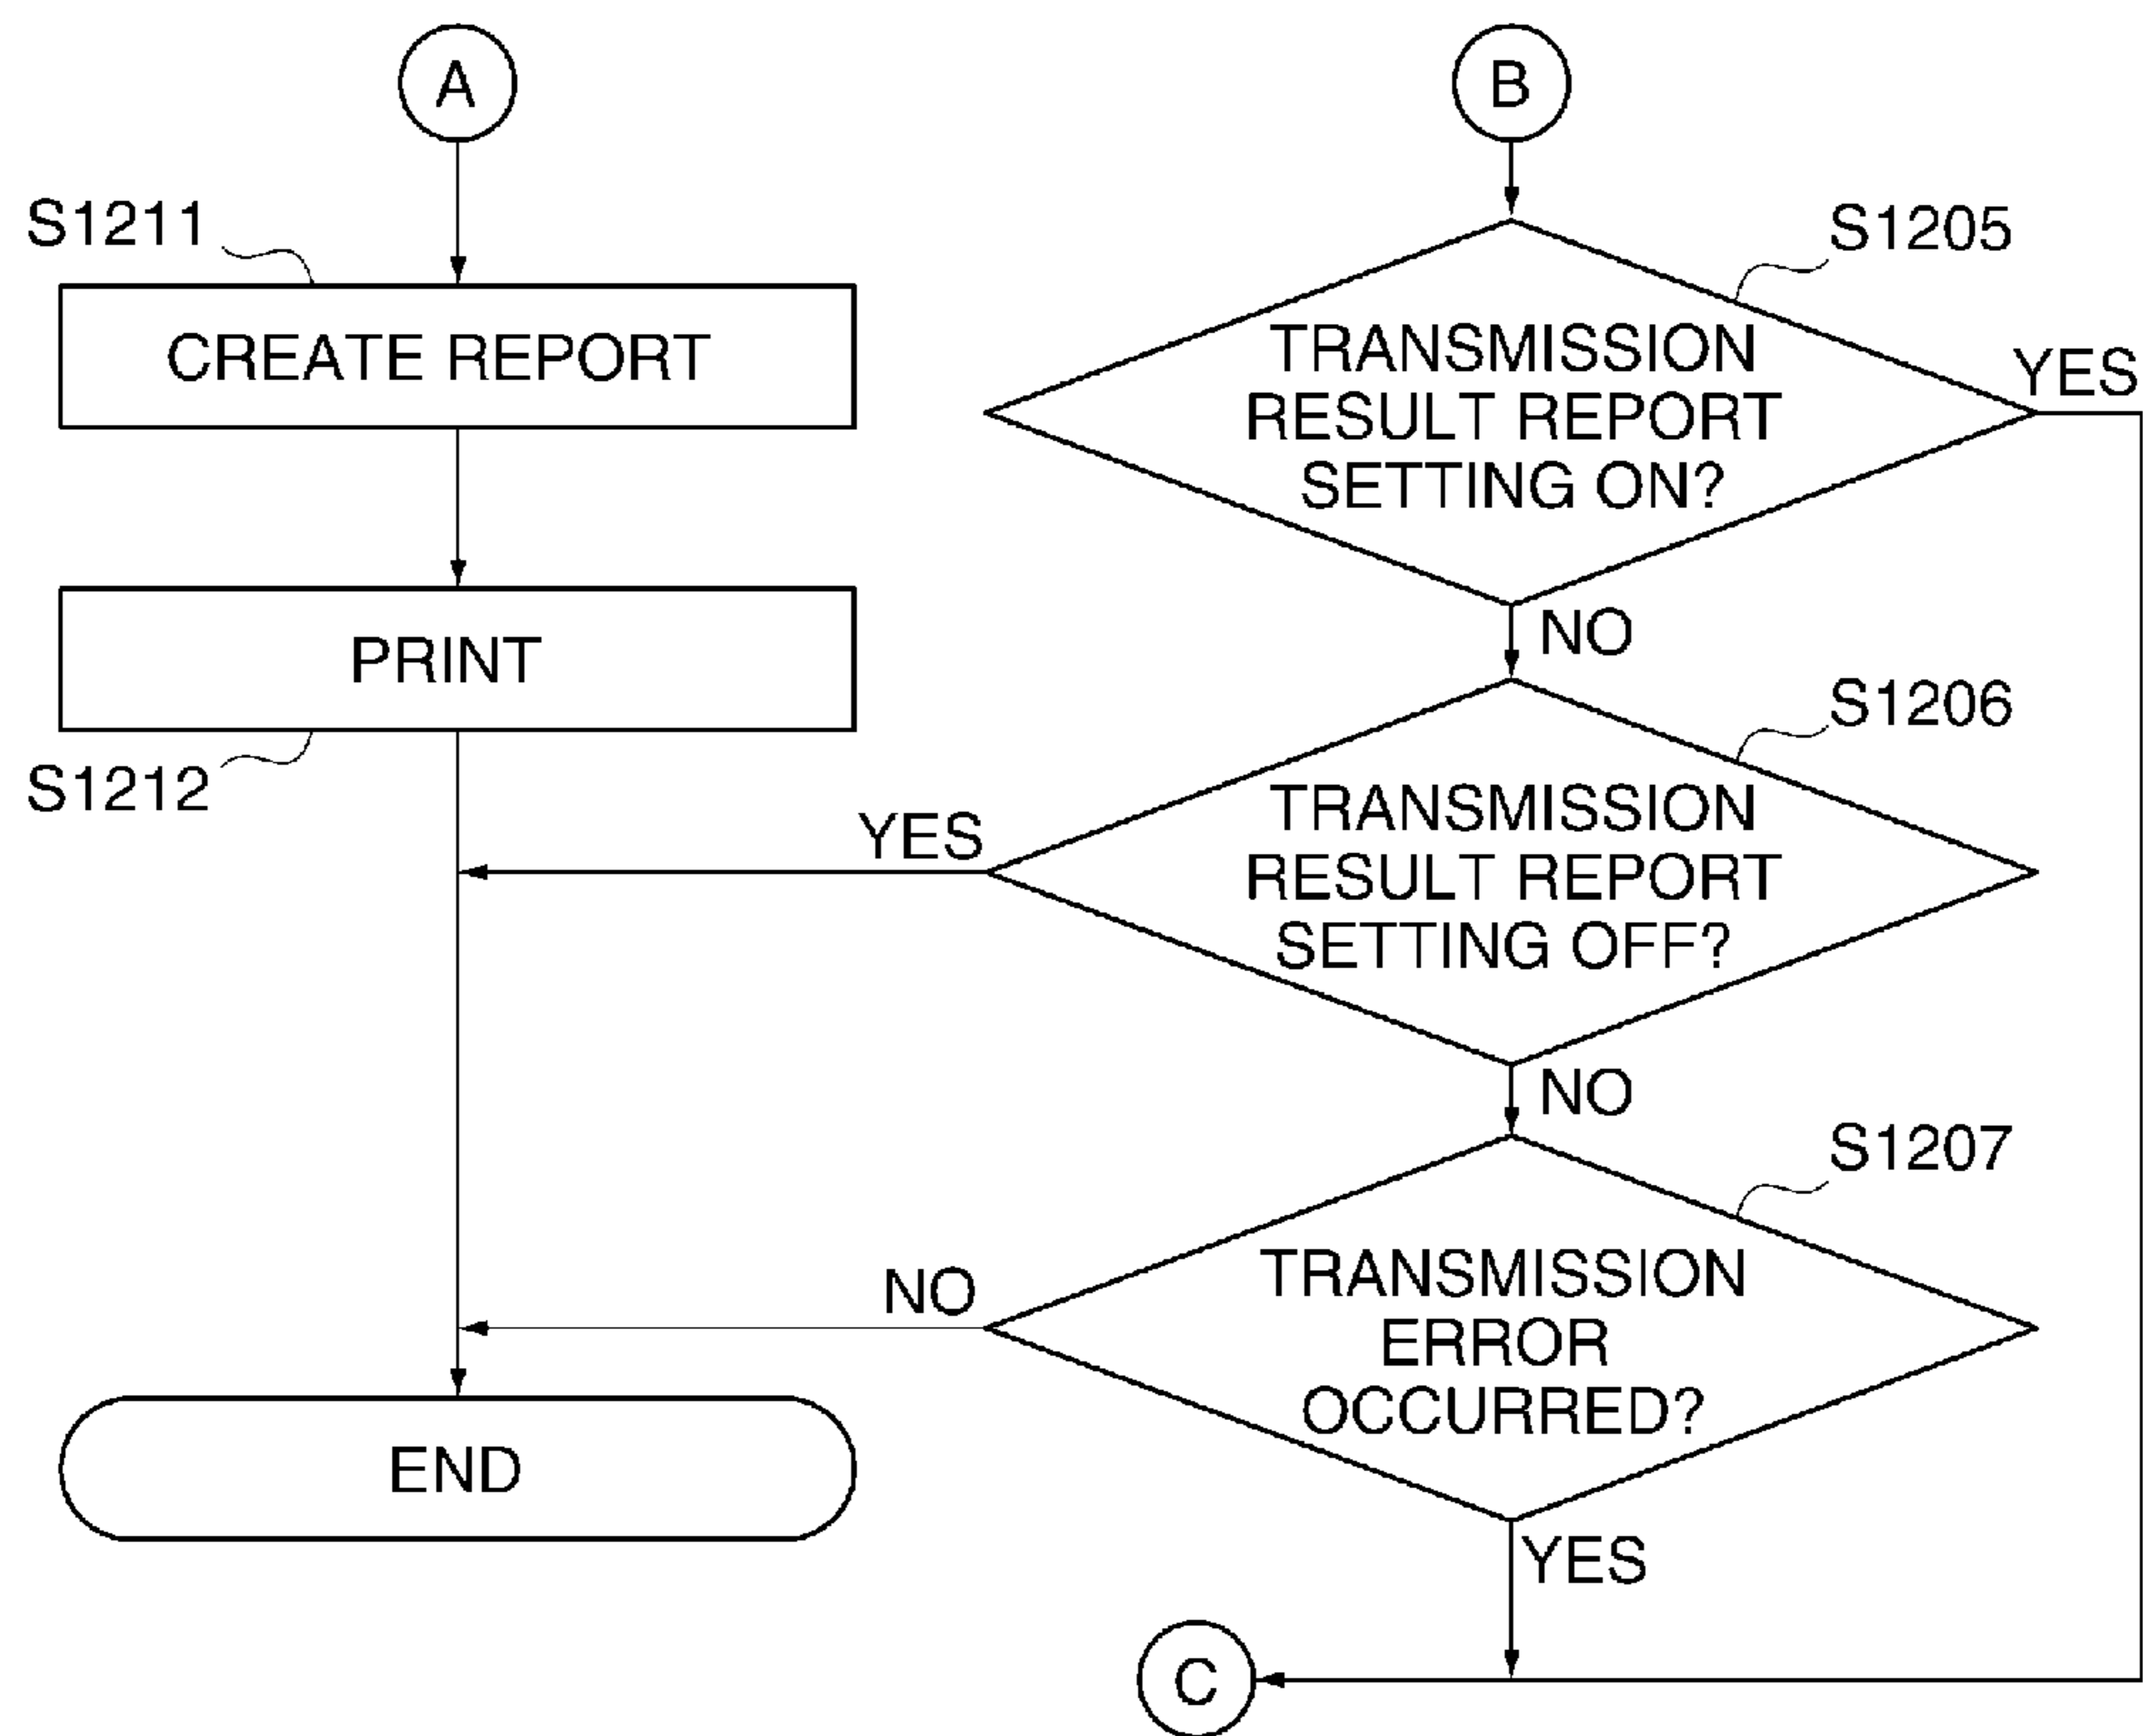 A
S1211
CREATE REPORT
PRINT
S1212
END
B
S1205
TRANSMISSION
RESULT REPORT
SETTING ON?
YES
NO
S1206
TRANSMISSION
RESULT REPORT
SETTING OFF?
YES
NO
S1207
TRANSMISSION
ERROR
OCCURRED?
NO
YES
C